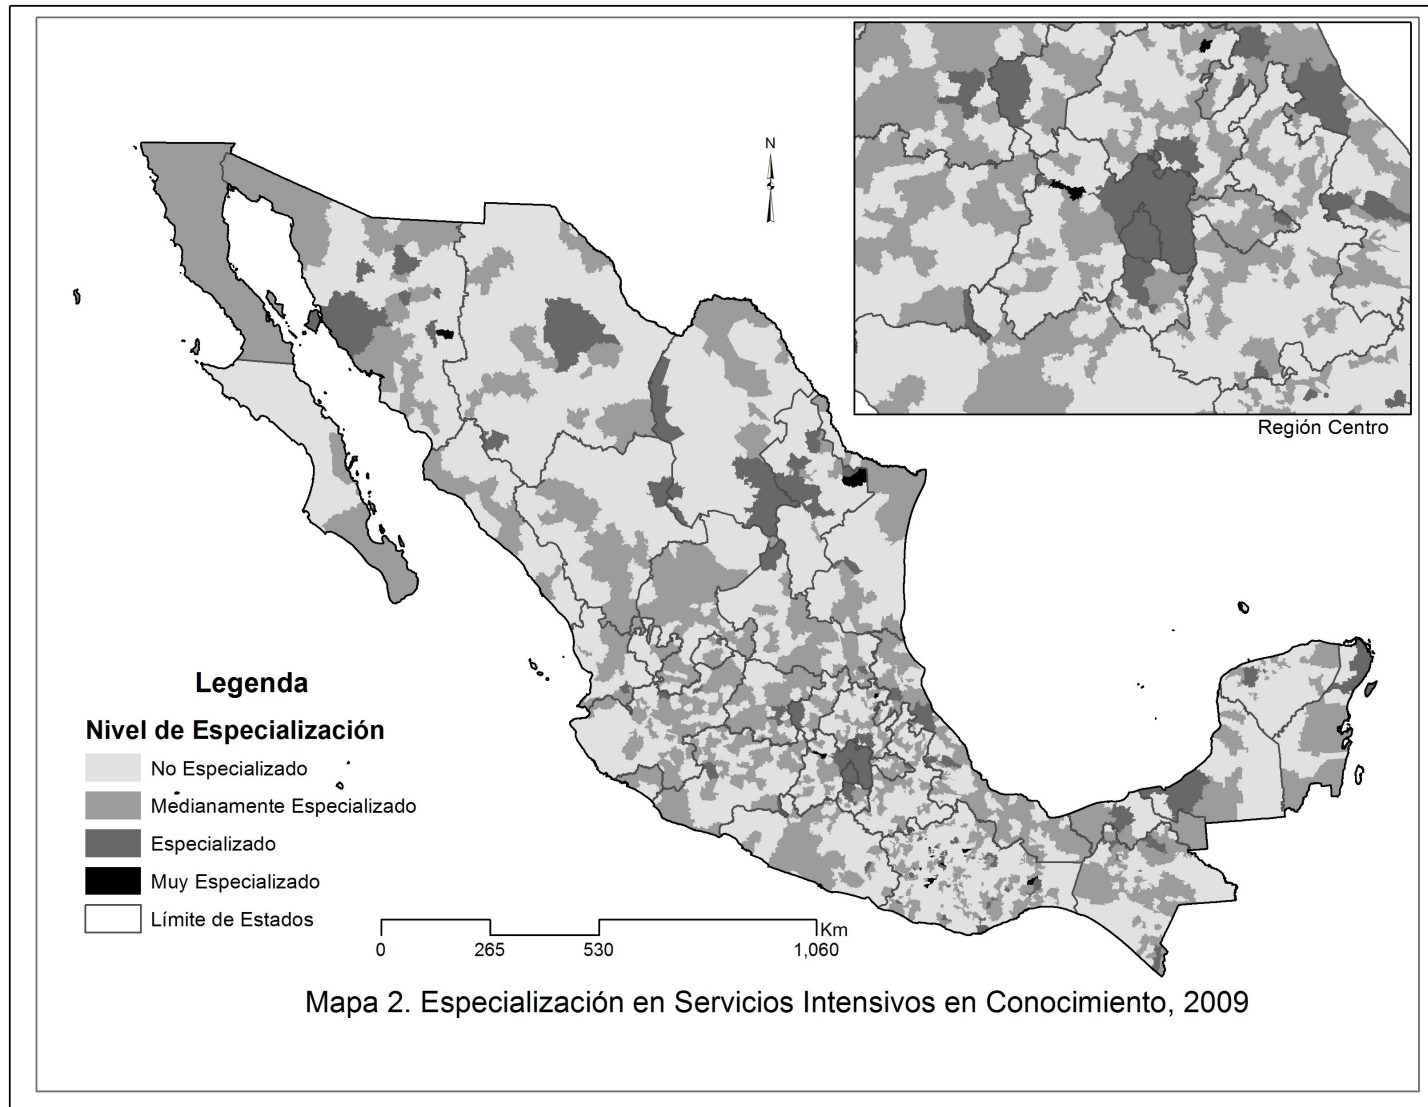 N
Región Centro
Legenda
Nivel de Especialización
No Especializado
Medianamente Especializado
Especializado
Muy Especializado
Límite de Estados
Km
0 265 530 1,060
Mapa 2. Especialización en Servicios Intensivos en Conocimiento, 2009